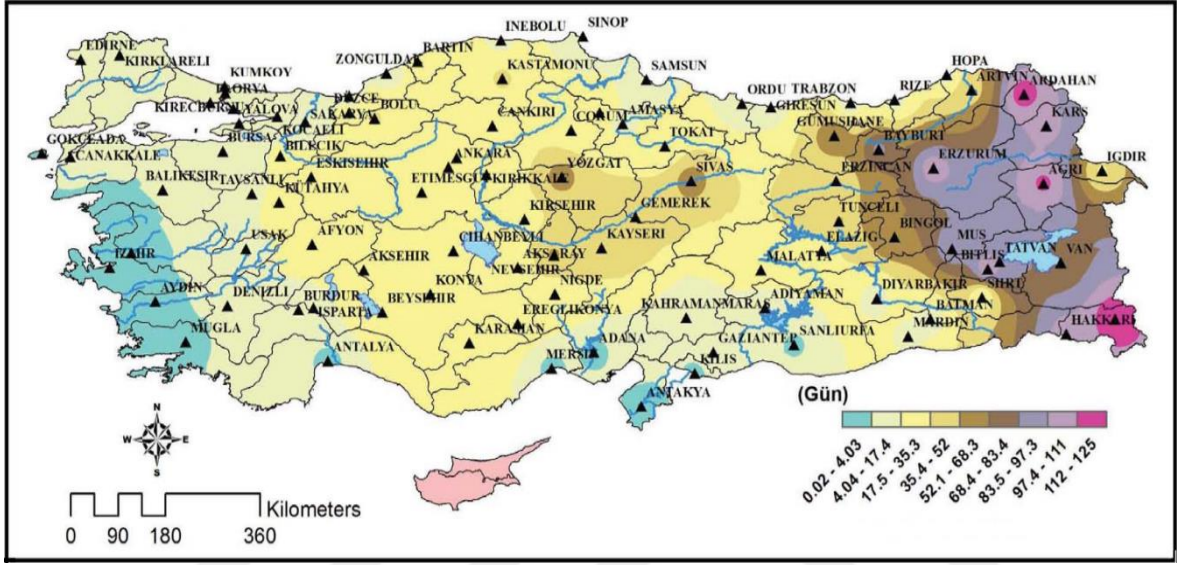 INEBOLU
SINOP
EDIRNE
KIRKLARELI
ZONGULDAK
BARTIN
KASTAMONU
SAMSUN
HOPA
ARTVIN
ARDAHAN
KUMKOY
ORDU
TRABZON
RIZE
GIRESUN
KIREC
YALOVA
DUZCE
BOLU
SAKARYA
CANKIRI
CORUM
AMASYA
KARS
GUMUSHANE
BAYBURT
TOKAT
GOKCEADA
CANAKKALE
BURSA
KOCAELI
BILECIK
ESKISEHIR
ANKARA
ETIMESGU
KIRIKKALE
YOZGAT
SIVAS
ERZINCAN
ERZURUM
IGDIR
AGRI
BALIKESIR
TAVSANLI
KUTAHYA
KIRSEHIR
GEMEREK
TUNCELI
BINGOL
USAK
AFYON
CIHANBEYLI
AKSARAY
KAYSERI
ELAZIG
MUS
TATVAN
VAN
BITLIS
IZMIR
AKSEHIR
KONYA
NEVSEHIR
NIGDE
MALATYA
SIIRT
AYDIN
DENIZLI
BURDUR
ISPARTA
BEYSEHIR
EREGLIKONYA
KAHRAMANMARAS
ADIYAMAN
DIYARBAKIR
BATMAN
MUGLA
KARAMAN
ADANA
GAZIANTEP
SANLIURFA
MARDIN
HAKKARI
ANTALYA
MERSIN
KILIS
ANTAKYA
(Gün)
N
W E
S
0.02 - 4.03
4.04 - 17.4
17.5 - 35.3
35.4 - 52
52.1 - 68.3
68.4 - 83.4
83.5 - 97.3
97.4 - 111
112 - 125
Kilometers
0 90 180 360